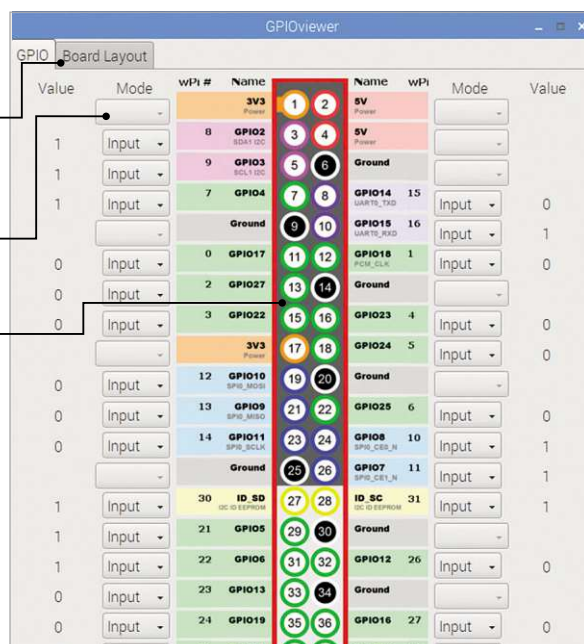 GPIOviewer
GPIO Board Layout
Value Mode wPi # Name Name wPi Mode Value
3V3 Power 1 2 5V Power
1 Input 8 GPIO2 SDA1 I2C 3 4 5V Power
1 Input 9 GPIO3 SCL1 I2C 5 6 Ground
1 Input 7 GPIO4 7 8 GPIO14 UART0_TXD 15 Input 0
Ground 9 10 GPIO15 UART0_RXD 16 Input 1
0 Input 0 GPIO17 11 12 GPIO18 PCM_CLK 1 Input 0
0 Input 2 GPIO27 13 14 Ground
0 Input 3 GPIO22 15 16 GPIO23 4 Input 0
3V3 Power 17 18 GPIO24 5 Input 0
0 Input 12 GPIO10 SPI0_MOSI 19 20 Ground
0 Input 13 GPIO9 SPI0_MISO 21 22 GPIO25 6 Input 0
0 Input 14 GPIO11 SPI0_SCLK 23 24 GPIO8 SPI0_CE0_N 10 Input 1
Ground 25 26 GPIO7 SPI0_CE1_N 11 Input 1
1 Input 30 ID_SD I2C ID EEPROM 27 28 ID_SC I2C ID EEPROM 31 Input 1
1 Input 21 GPIO5 29 30 Ground
1 Input 22 GPIO6 31 32 GPIO12 26 Input 0
0 Input 23 GPIO13 33 34 Ground
0 Input 24 GPIO19 35 36 GPIO16 27 Input 0